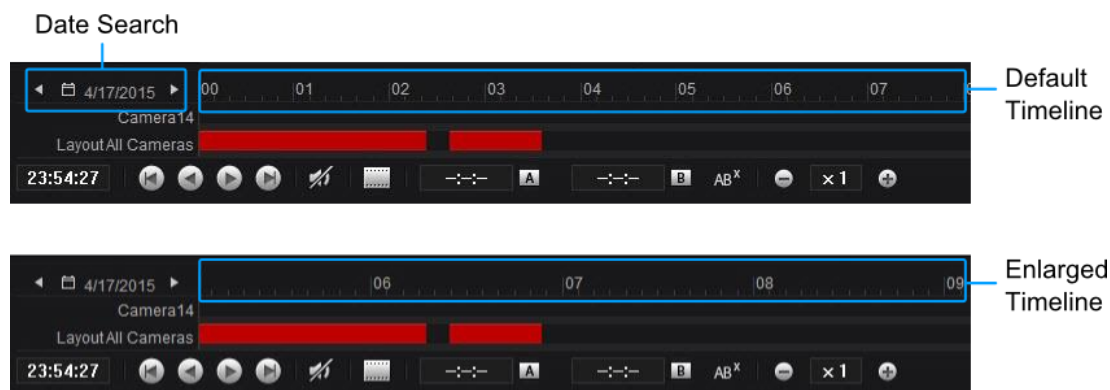 Date Search
4/17/2015
00 01 02 03 04 05 06 07
Default
Timeline
Camera14
Layout All Cameras
23:54:27 --:--:-- A --:--:-- B ABX ×1
4/17/2015
06 07 08 09
Enlarged
Timeline
Camera14
Layout All Cameras
23:54:27 --:--:-- A --:--:-- B ABX ×1